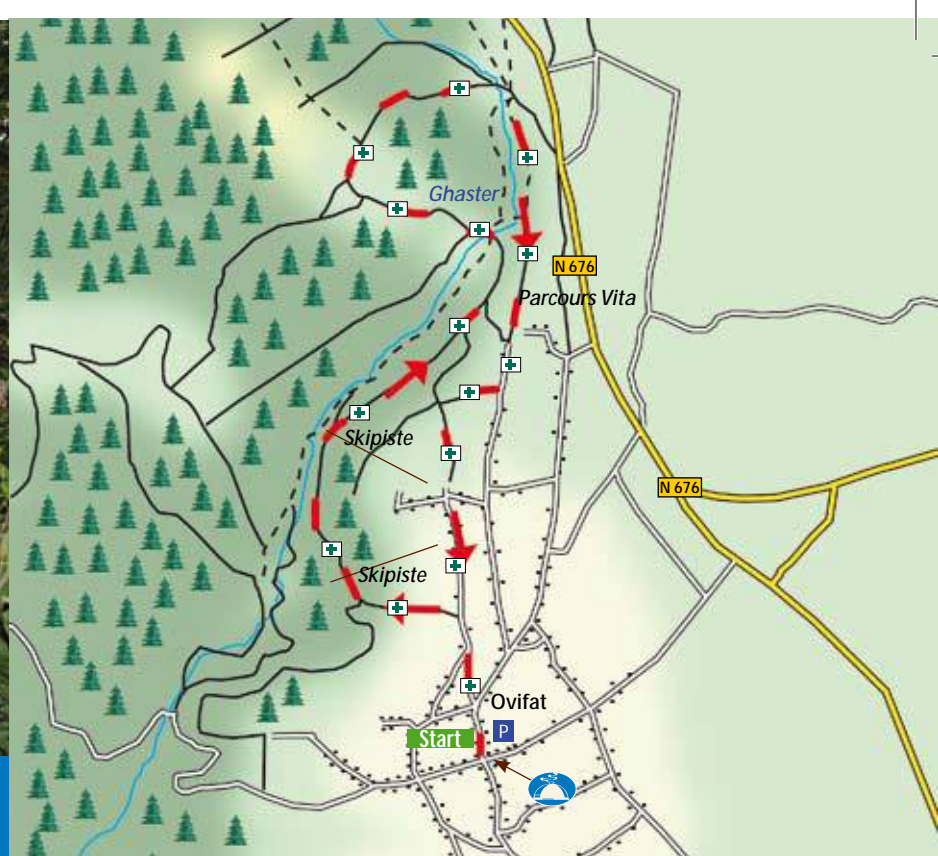 Ghaster
N 676
Parcours Vita
Skipiste
N 676
Skipiste
Ovifat
P
Start